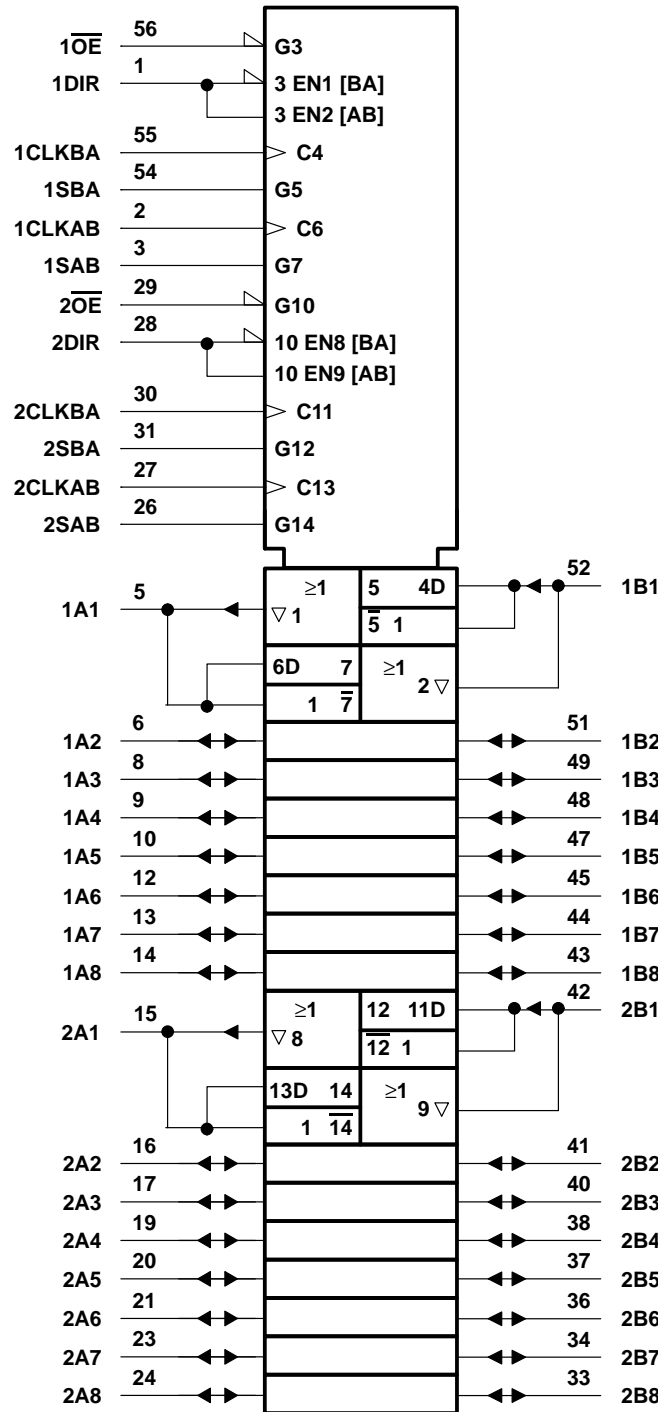 56
1O̅E̅ G3
1
1DIR 3 EN1 [BA]
3 EN2 [AB]
55
1CLKBA C4
54
1SBA G5
2
1CLKAB C6
3
1SAB G7
29
2O̅E̅ G10
28
2DIR 10 EN8 [BA]
10 EN9 [AB]
30
2CLKBA C11
31
2SBA G12
27
2CLKAB C13
26
2SAB G14
52
5 ≥1 5 4D 1B1
1A1 ▽ 1 5̅ 1
6D 7 ≥1
1 7̅ 2 ▽
6 51
1A2 1B2
8 49
1A3 1B3
9 48
1A4 1B4
10 47
1A5 1B5
12 45
1A6 1B6
13 44
1A7 1B7
14 43
1A8 1B8
42
15 ≥1 12 11D 2B1
2A1 ▽ 8 1̅2̅ 1
13D 14 ≥1
1 1̅4̅ 9 ▽
16 41
2A2 2B2
17 40
2A3 2B3
19 38
2A4 2B4
20 37
2A5 2B5
21 36
2A6 2B6
23 34
2A7 2B7
24 33
2A8 2B8